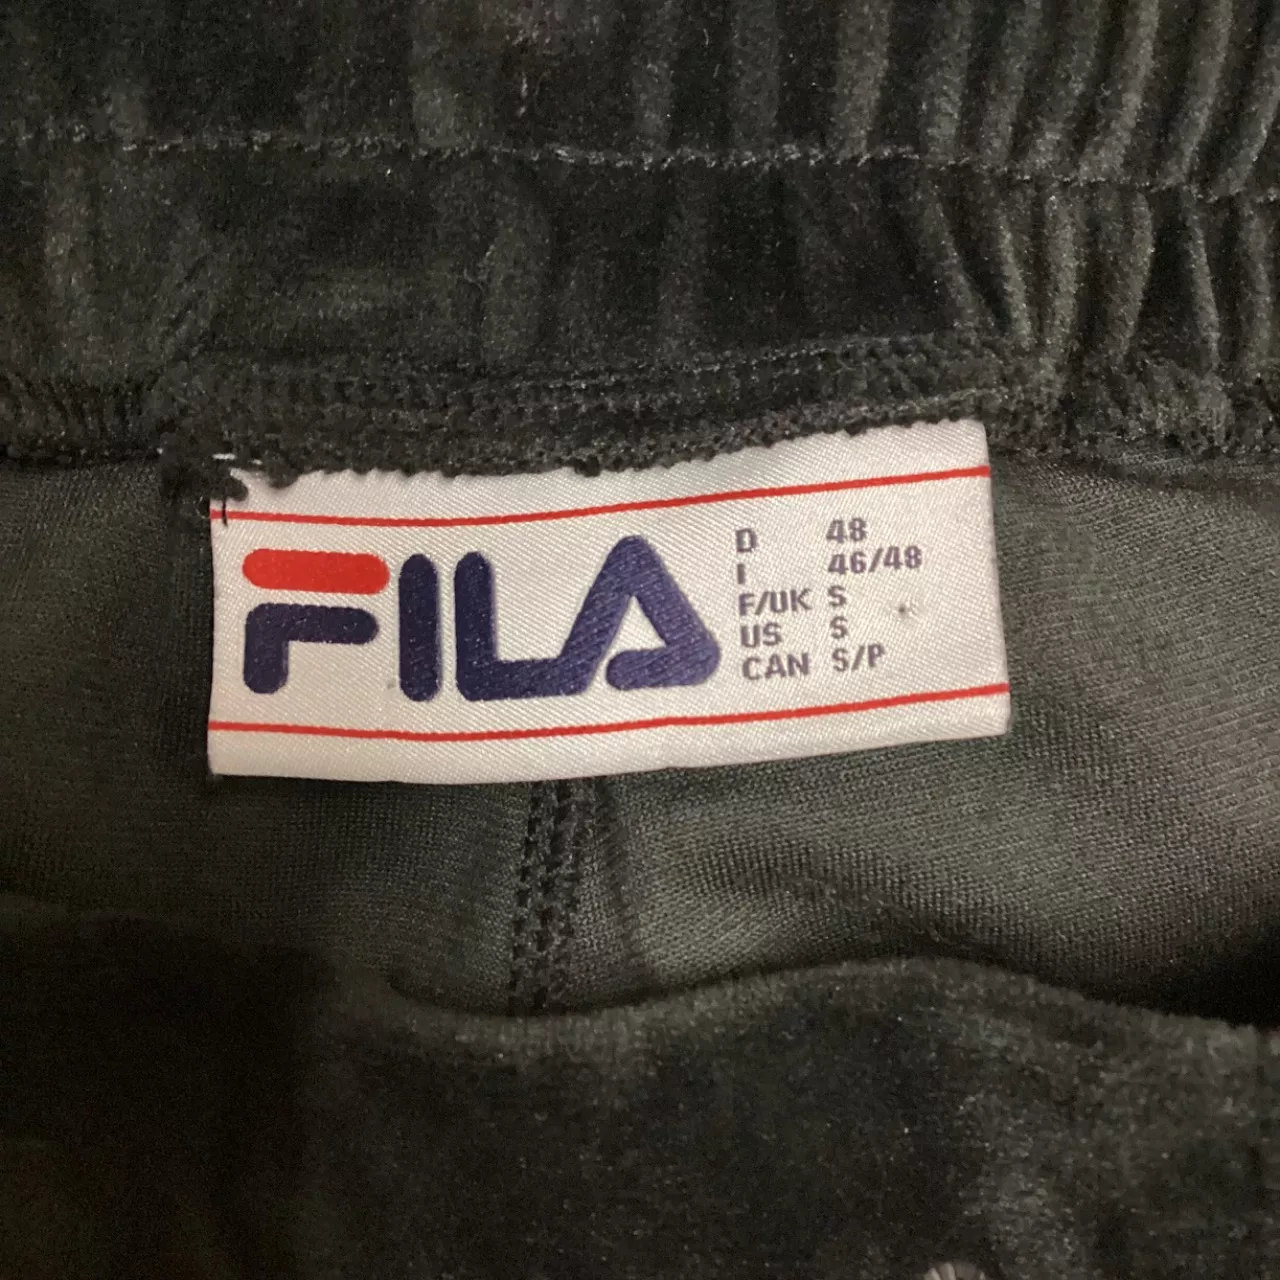 FILA
D 48
I 46/48
F/UK S
US S
CAN S/P